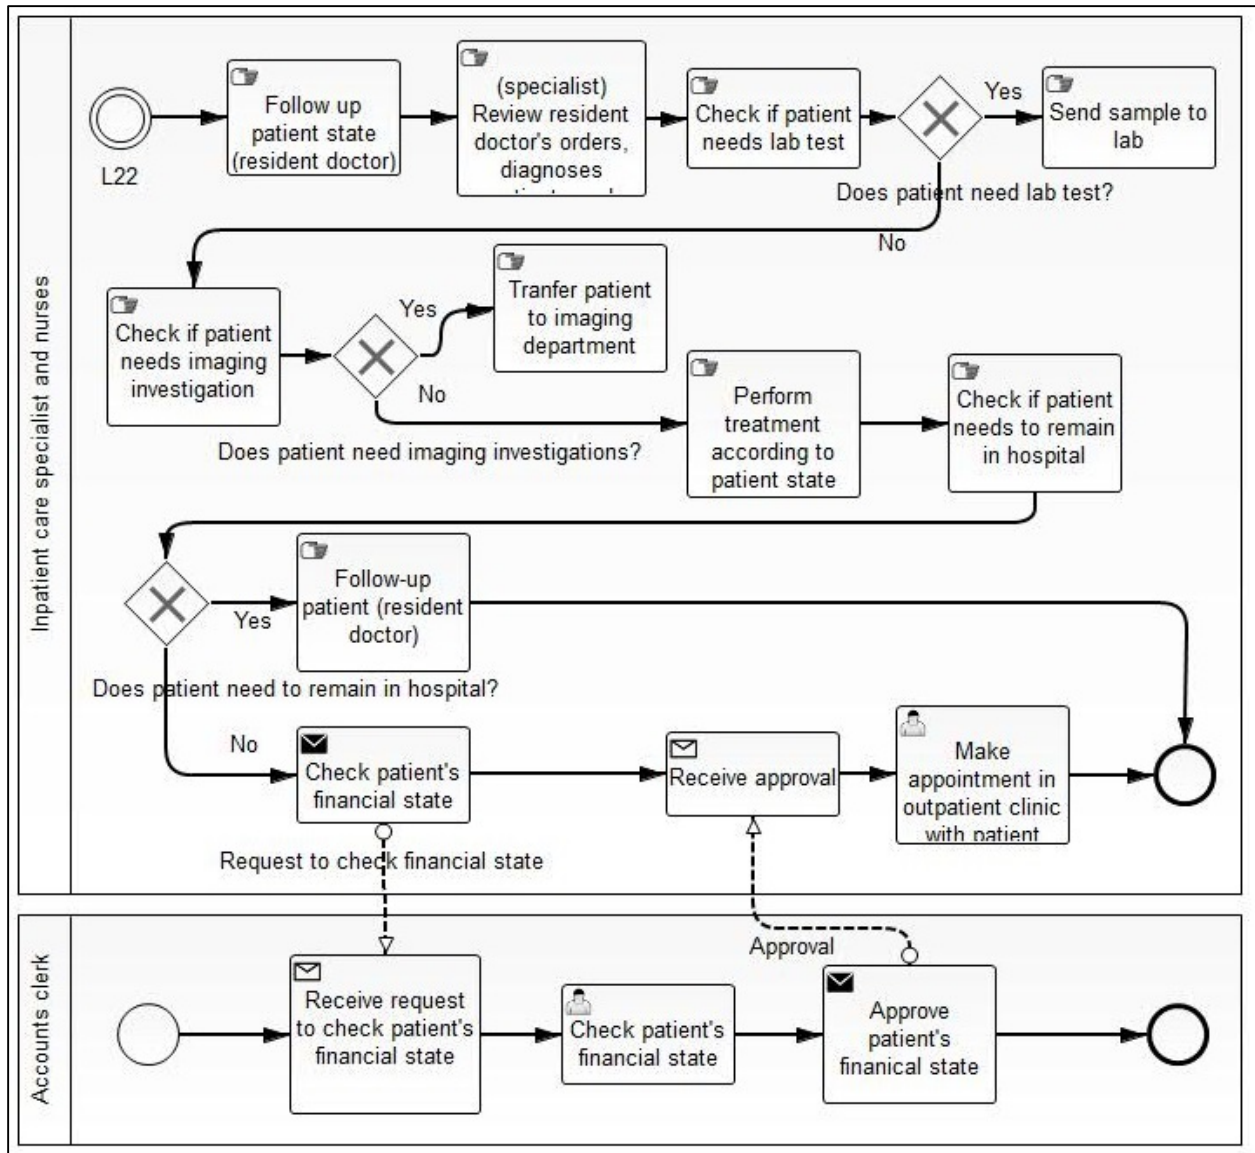 Inpatient care specialist and nurses
L22
Follow up
patient state
(resident doctor)
(specialist)
Review resident
doctor's orders,
diagnoses
Check if patient
needs lab test
Does patient need lab test?
Yes
No
Send sample to
lab
Check if patient
needs imaging
investigation
Does patient need imaging investigations?
Yes
No
Tranfer patient
to imaging
department
Perform
treatment
according to
patient state
Check if patient
needs to remain
in hospital
Does patient need to remain in hospital?
Yes
No
Follow-up
patient (resident
doctor)
Check patient's
financial state
Request to check financial state
Receive approval
Make
appointment in
outpatient clinic
with patient
Approval
Accounts clerk
Receive request
to check patient's
financial state
Check patient's
financial state
Approve
patient's
finanical state